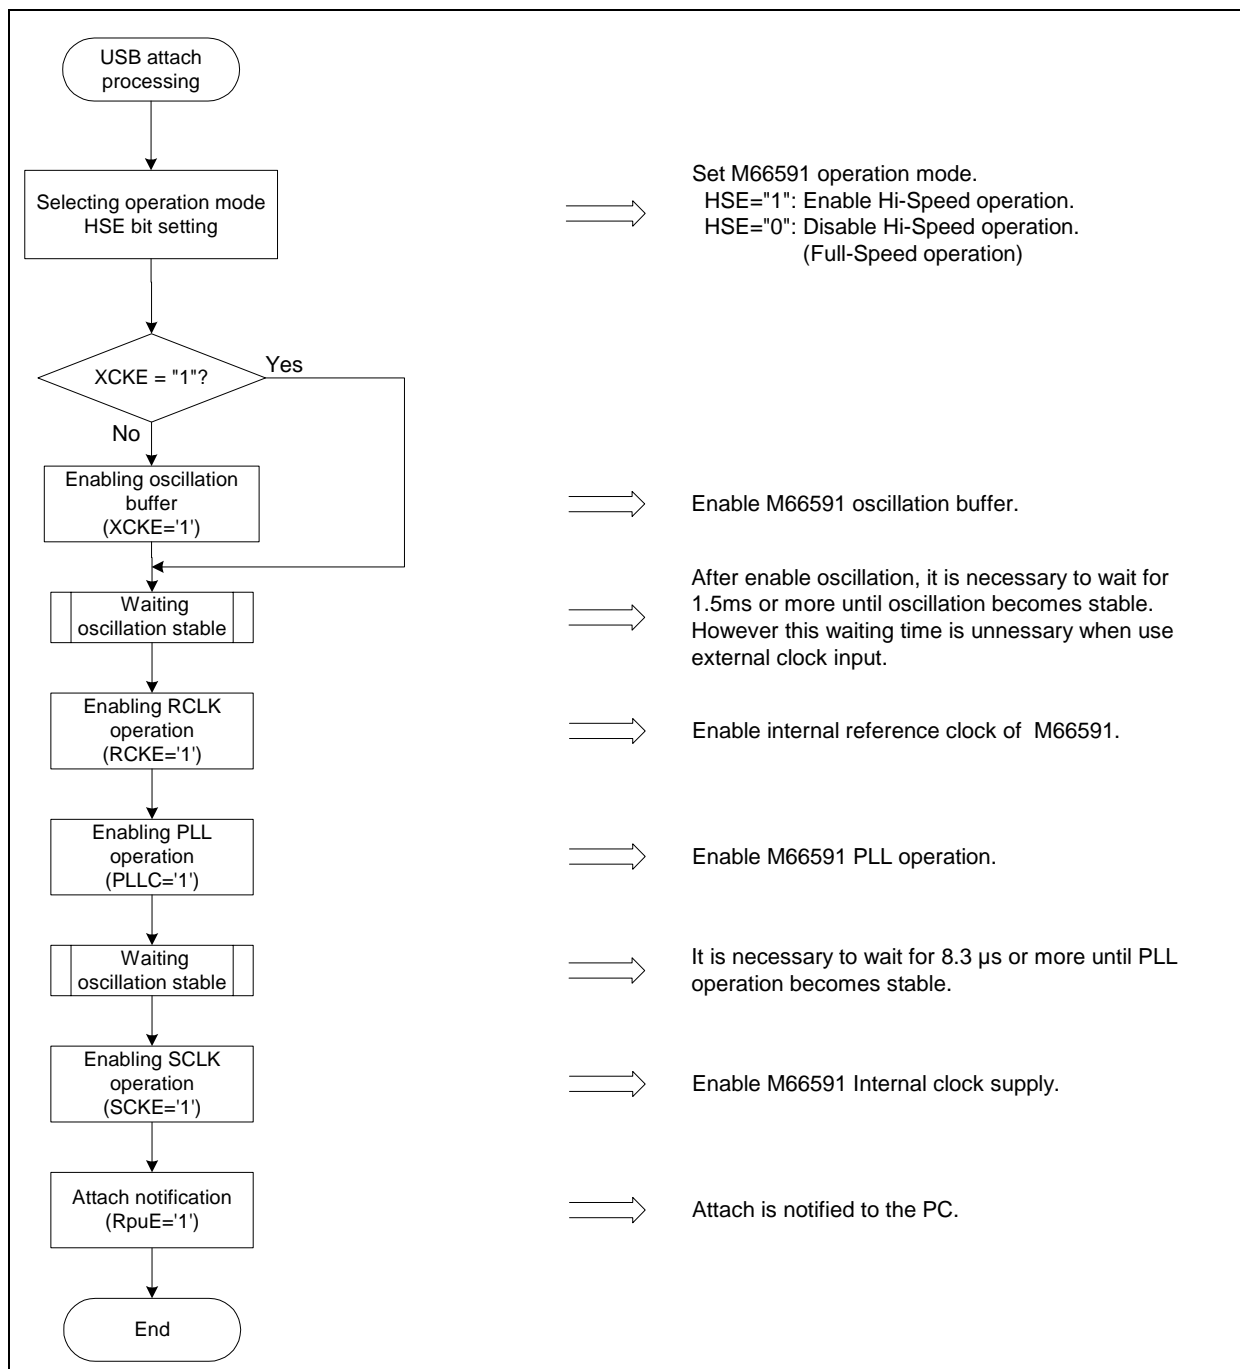 USB attach
processing
Selecting operation mode
HSE bit setting
Set M66591 operation mode.
HSE="1": Enable Hi-Speed operation.
HSE="0": Disable Hi-Speed operation.
(Full-Speed operation)
XCKE = "1"?
Yes
No
Enabling oscillation
buffer
(XCKE='1')
Enable M66591 oscillation buffer.
Waiting
oscillation stable
After enable oscillation, it is necessary to wait for
1.5ms or more until oscillation becomes stable.
However this waiting time is unnessary when use
external clock input.
Enabling RCLK
operation
(RCKE='1')
Enable internal reference clock of  M66591.
Enabling PLL
operation
(PLLC='1')
Enable M66591 PLL operation.
Waiting
oscillation stable
It is necessary to wait for 8.3 µs or more until PLL
operation becomes stable.
Enabling SCLK
operation
(SCKE='1')
Enable M66591 Internal clock supply.
Attach notification
(RpuE='1')
Attach is notified to the PC.
End